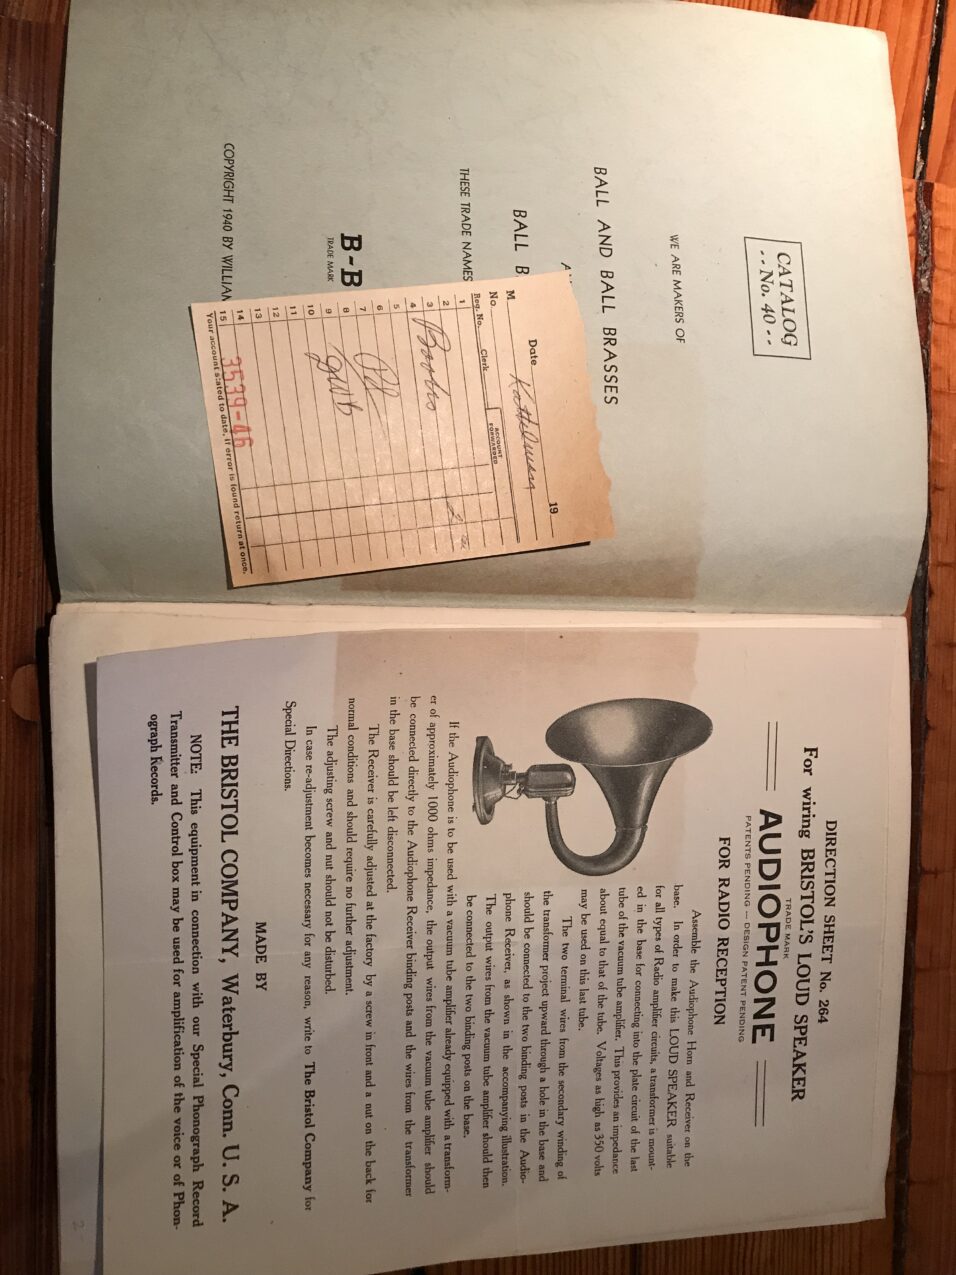 CATALOG
-- No. 40 --
WE ARE MAKERS OF
BALL AND BALL BRASSES
A
BALL B
THESE TRADE NAMES
B-B
TRADE MARK
COPYRIGHT 1940 BY WILLIAM
Date
19
M
No.
Reg. No.
Clerk
ACCOUNT
FORWARDED
1
2
3 Books
4
5
6
7
8
9
10
11
12
13
14
15
3539-46
Your account stated to date, if error is found return at once.
DIRECTION SHEET No. 264
For wiring BRISTOL'S LOUD SPEAKER
TRADE MARK
AUDIOPHONE
PATENTS PENDING — DESIGN PATENT PENDING
FOR RADIO RECEPTION
Assemble the Audiophone Horn and Receiver on the
base. In order to make this LOUD SPEAKER suitable
for all types of Radio amplifier circuits, a transformer is mount-
ed in the base for connecting into the plate circuit of the last
tube of the vacuum tube amplifier. This provides an impedance
about equal to that of the tube. Voltages as high as 350 volts
may be used on this last tube.
The two terminal wires from the secondary winding of
the transformer project upward through a hole in the base and
should be connected to the two binding posts in the Audio-
phone Receiver, as shown in the accompanying illustration.
The output wires from the vacuum tube amplifier should then
be connected to the two binding posts on the base.
If the Audiophone is to be used with a vacuum tube amplifier already equipped with a transform-
er of approximately 1000 ohms impedance, the output wires from the vacuum tube amplifier should
be connected directly to the Audiophone Receiver binding posts and the wires from the transformer
in the base should be left disconnected.
The Receiver is carefully adjusted at the factory by a screw in front and a nut on the back for
normal conditions and should require no further adjustment.
The adjusting screw and nut should not be disturbed.
In case re-adjustment becomes necessary for any reason, write to The Bristol Company for
Special Directions.
MADE BY
THE BRISTOL COMPANY, Waterbury, Conn. U. S. A.
NOTE: This equipment in connection with our Special Phonograph Record
Transmitter and Control box may be used for amplification of the voice or of Phon-
ograph Records.